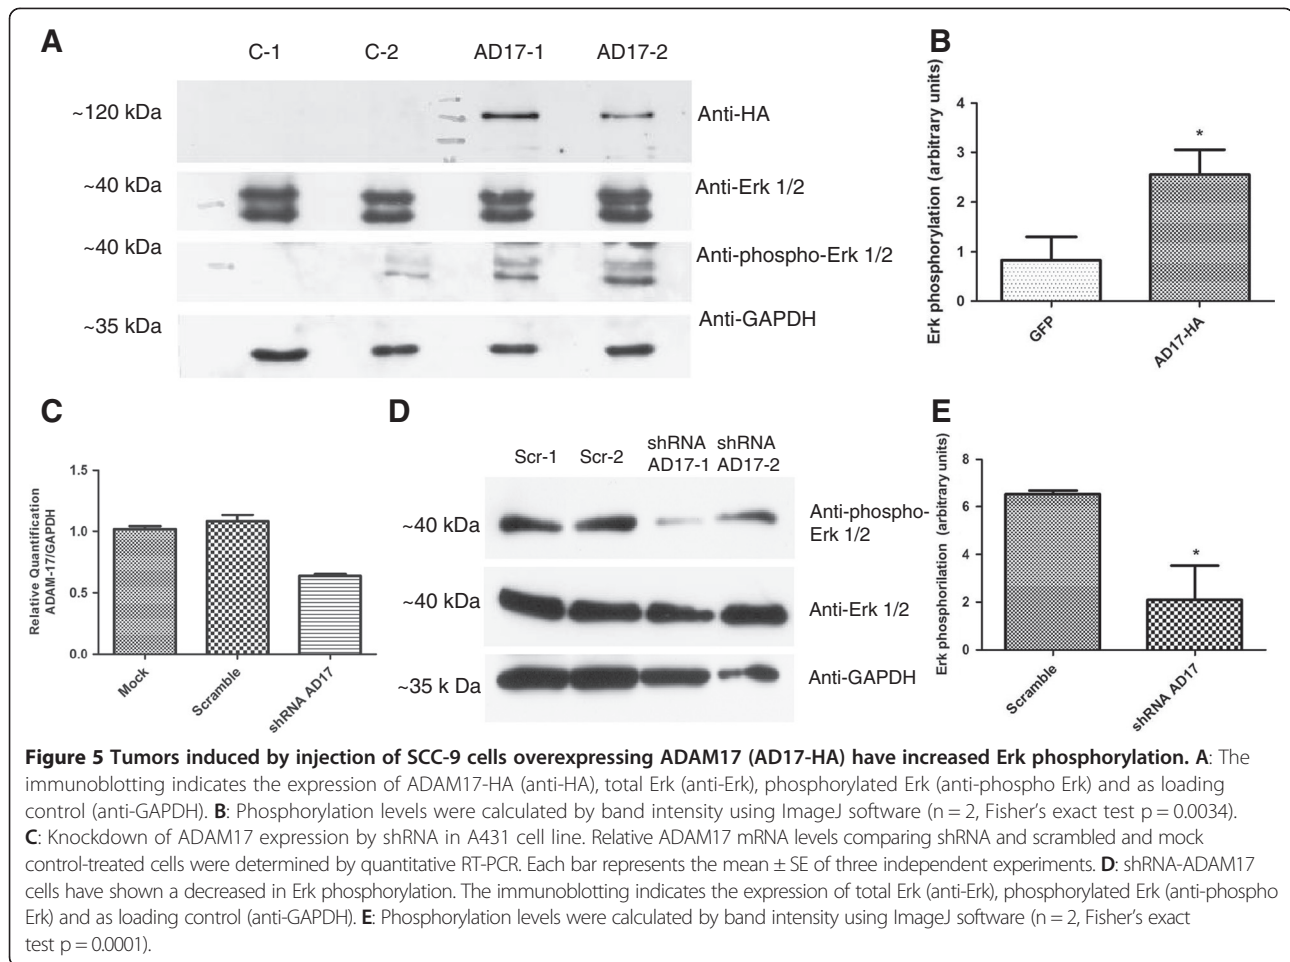 A
C-1 C-2 AD17-1 AD17-2
~120 kDa Anti-HA
~40 kDa Anti-Erk 1/2
~40 kDa Anti-phospho-Erk 1/2
~35 kDa Anti-GAPDH
B
Erk phosphorylation (arbitrary units)
4
3
2
1
0
*
GFP AD17-HA
C
Relative Quantification
ADAM-17/GAPDH
1.5
1.0
0.5
0.0
Mock Scramble shRNA AD17
D
Scr-1 Scr-2 shRNA AD17-1 shRNA AD17-2
~40 kDa Anti-phospho-
Erk 1/2
~40 kDa Anti-Erk 1/2
~35 k Da Anti-GAPDH
E
Erk phosphorilation (arbitrary units)
8
6
4
2
0
*
Scramble shRNA AD17
Figure 5 Tumors induced by injection of SCC-9 cells overexpressing ADAM17 (AD17-HA) have increased Erk phosphorylation. A: The
immunoblotting indicates the expression of ADAM17-HA (anti-HA), total Erk (anti-Erk), phosphorylated Erk (anti-phospho Erk) and as loading
control (anti-GAPDH). B: Phosphorylation levels were calculated by band intensity using ImageJ software (n = 2, Fisher's exact test p = 0.0034).
C: Knockdown of ADAM17 expression by shRNA in A431 cell line. Relative ADAM17 mRNA levels comparing shRNA and scrambled and mock
control-treated cells were determined by quantitative RT-PCR. Each bar represents the mean ± SE of three independent experiments. D: shRNA-ADAM17
cells have shown a decreased in Erk phosphorylation. The immunoblotting indicates the expression of total Erk (anti-Erk), phosphorylated Erk (anti-phospho
Erk) and as loading control (anti-GAPDH). E: Phosphorylation levels were calculated by band intensity using ImageJ software (n = 2, Fisher's exact
test p = 0.0001).